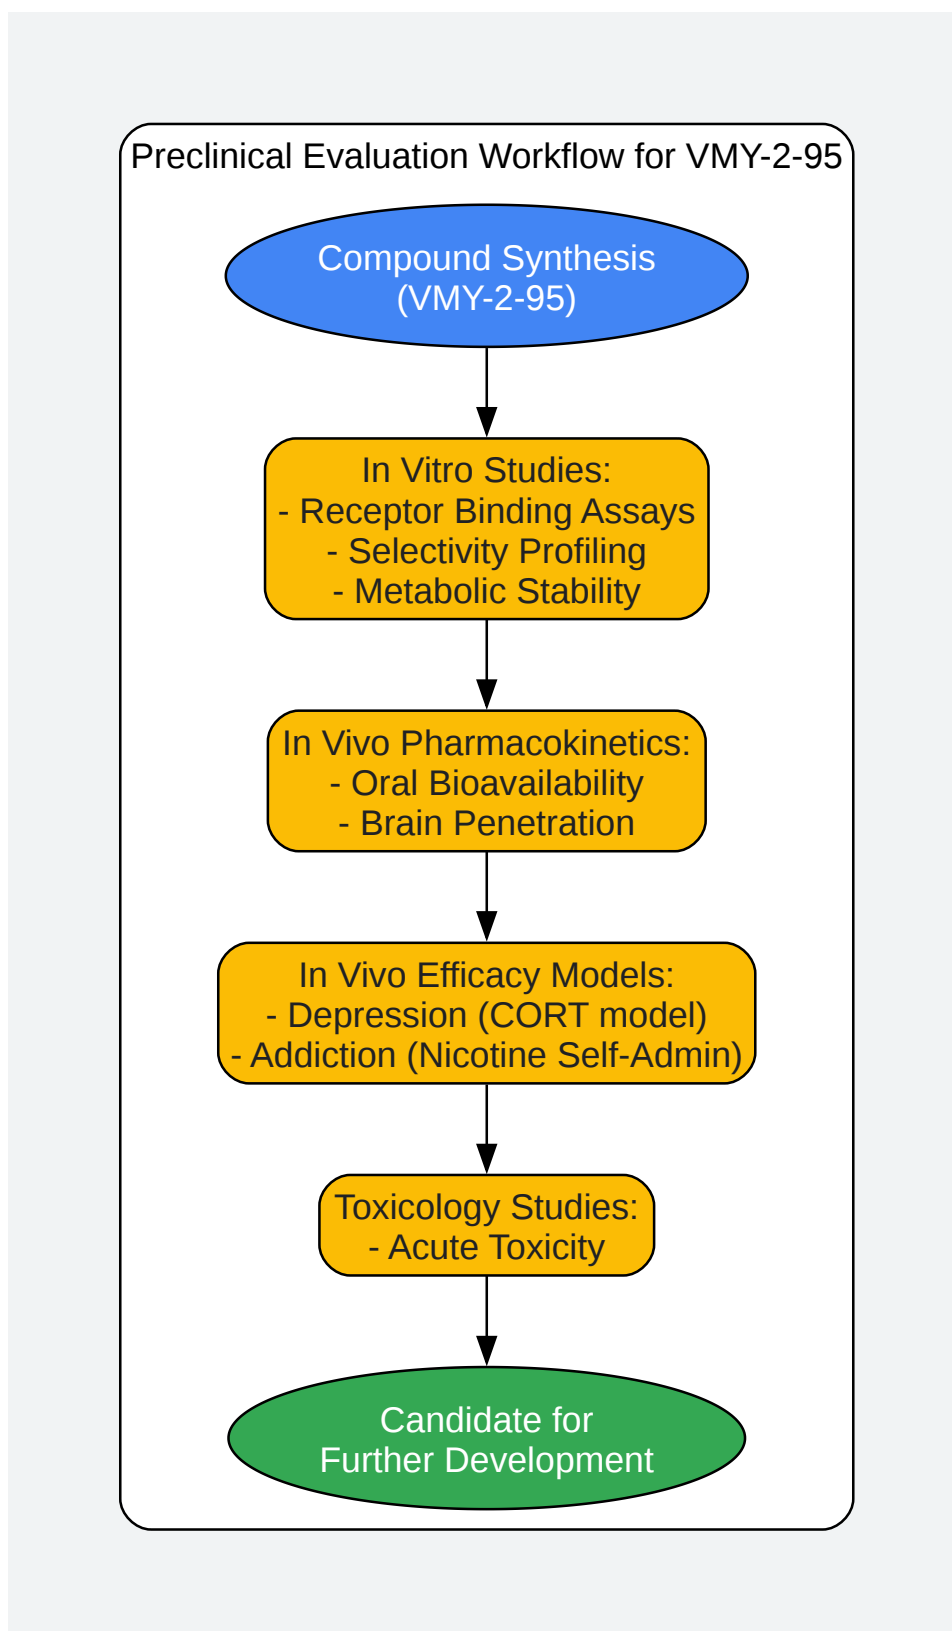 Preclinical Evaluation Workflow for VMY-2-95
Compound Synthesis
(VMY-2-95)
In Vitro Studies:
- Receptor Binding Assays
- Selectivity Profiling
- Metabolic Stability
In Vivo Pharmacokinetics:
- Oral Bioavailability
- Brain Penetration
In Vivo Efficacy Models:
- Depression (CORT model)
- Addiction (Nicotine Self-Admin)
Toxicology Studies:
- Acute Toxicity
Candidate for
Further Development